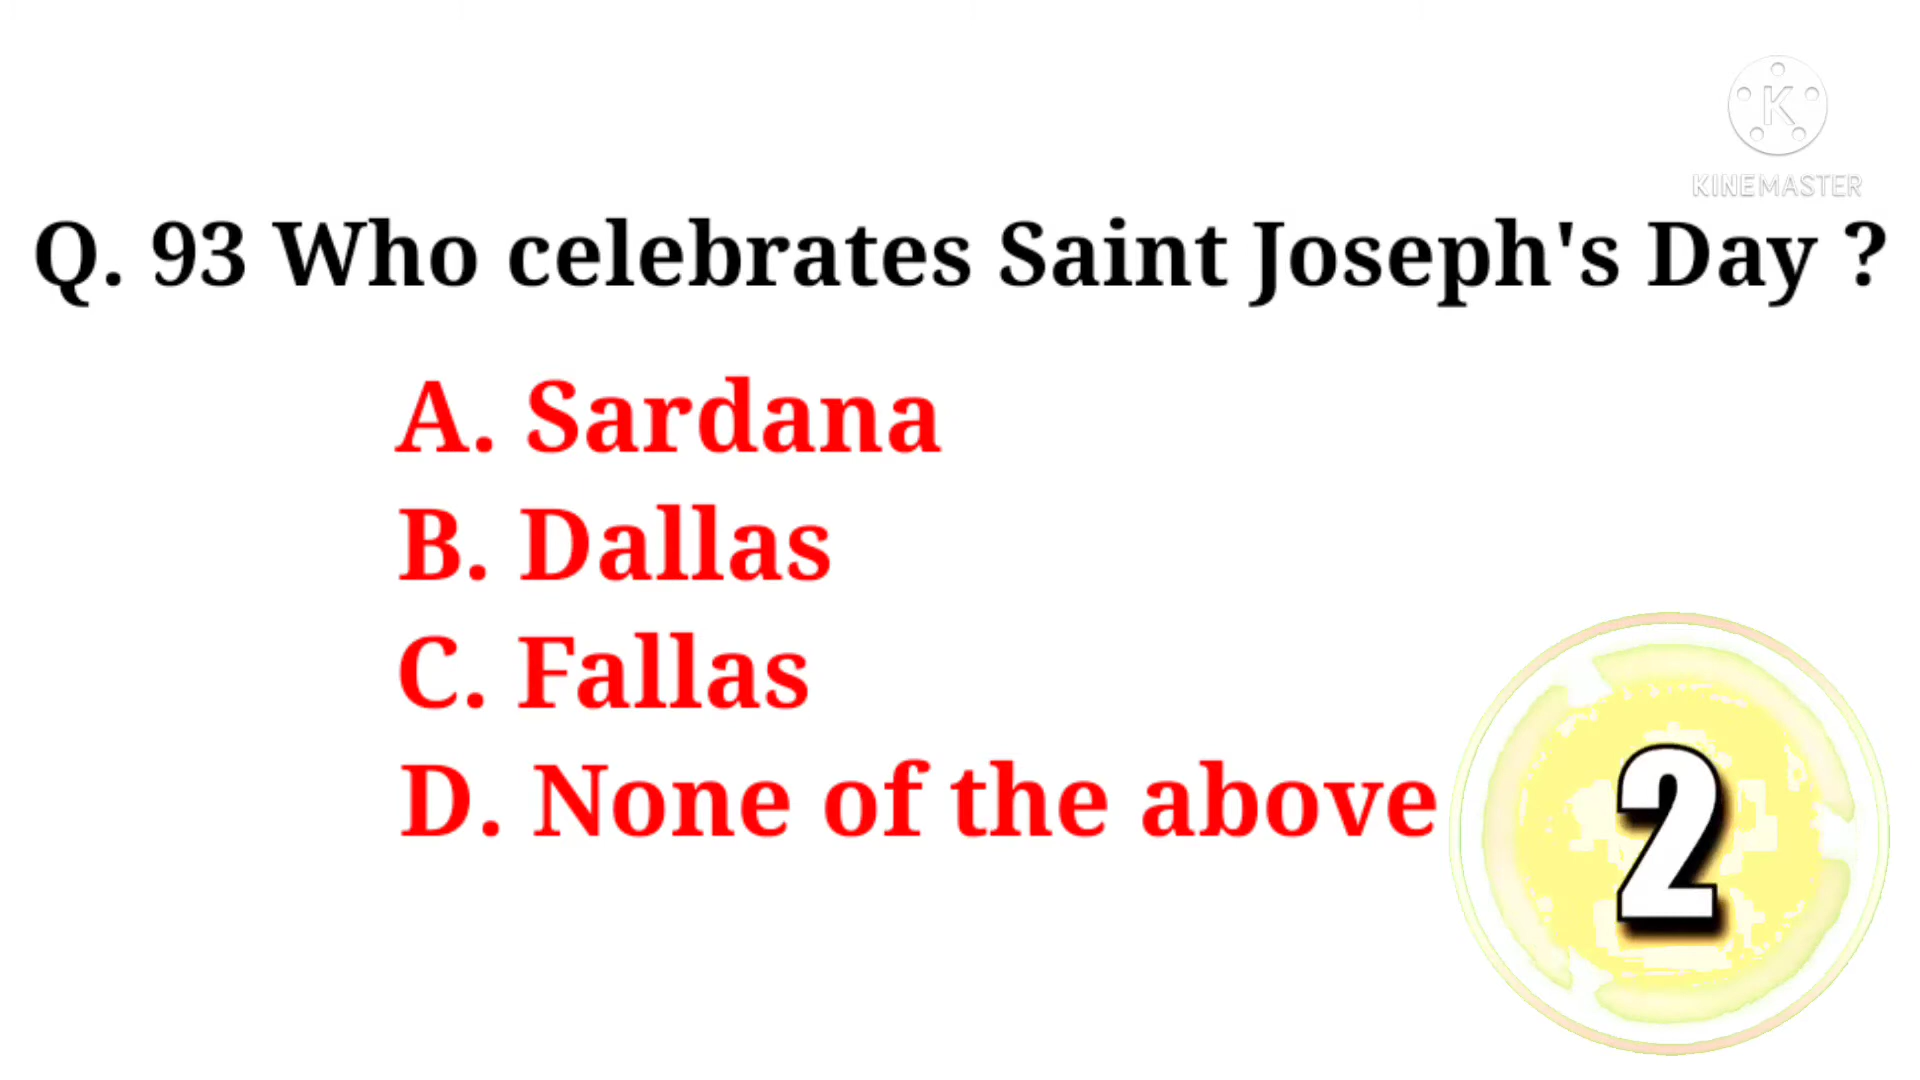 K
KINEMASTER
Q. 93 Who celebrates Saint Joseph's Day ?
A. Sardana
B. Dallas
C. Fallas
D. None of the above
2